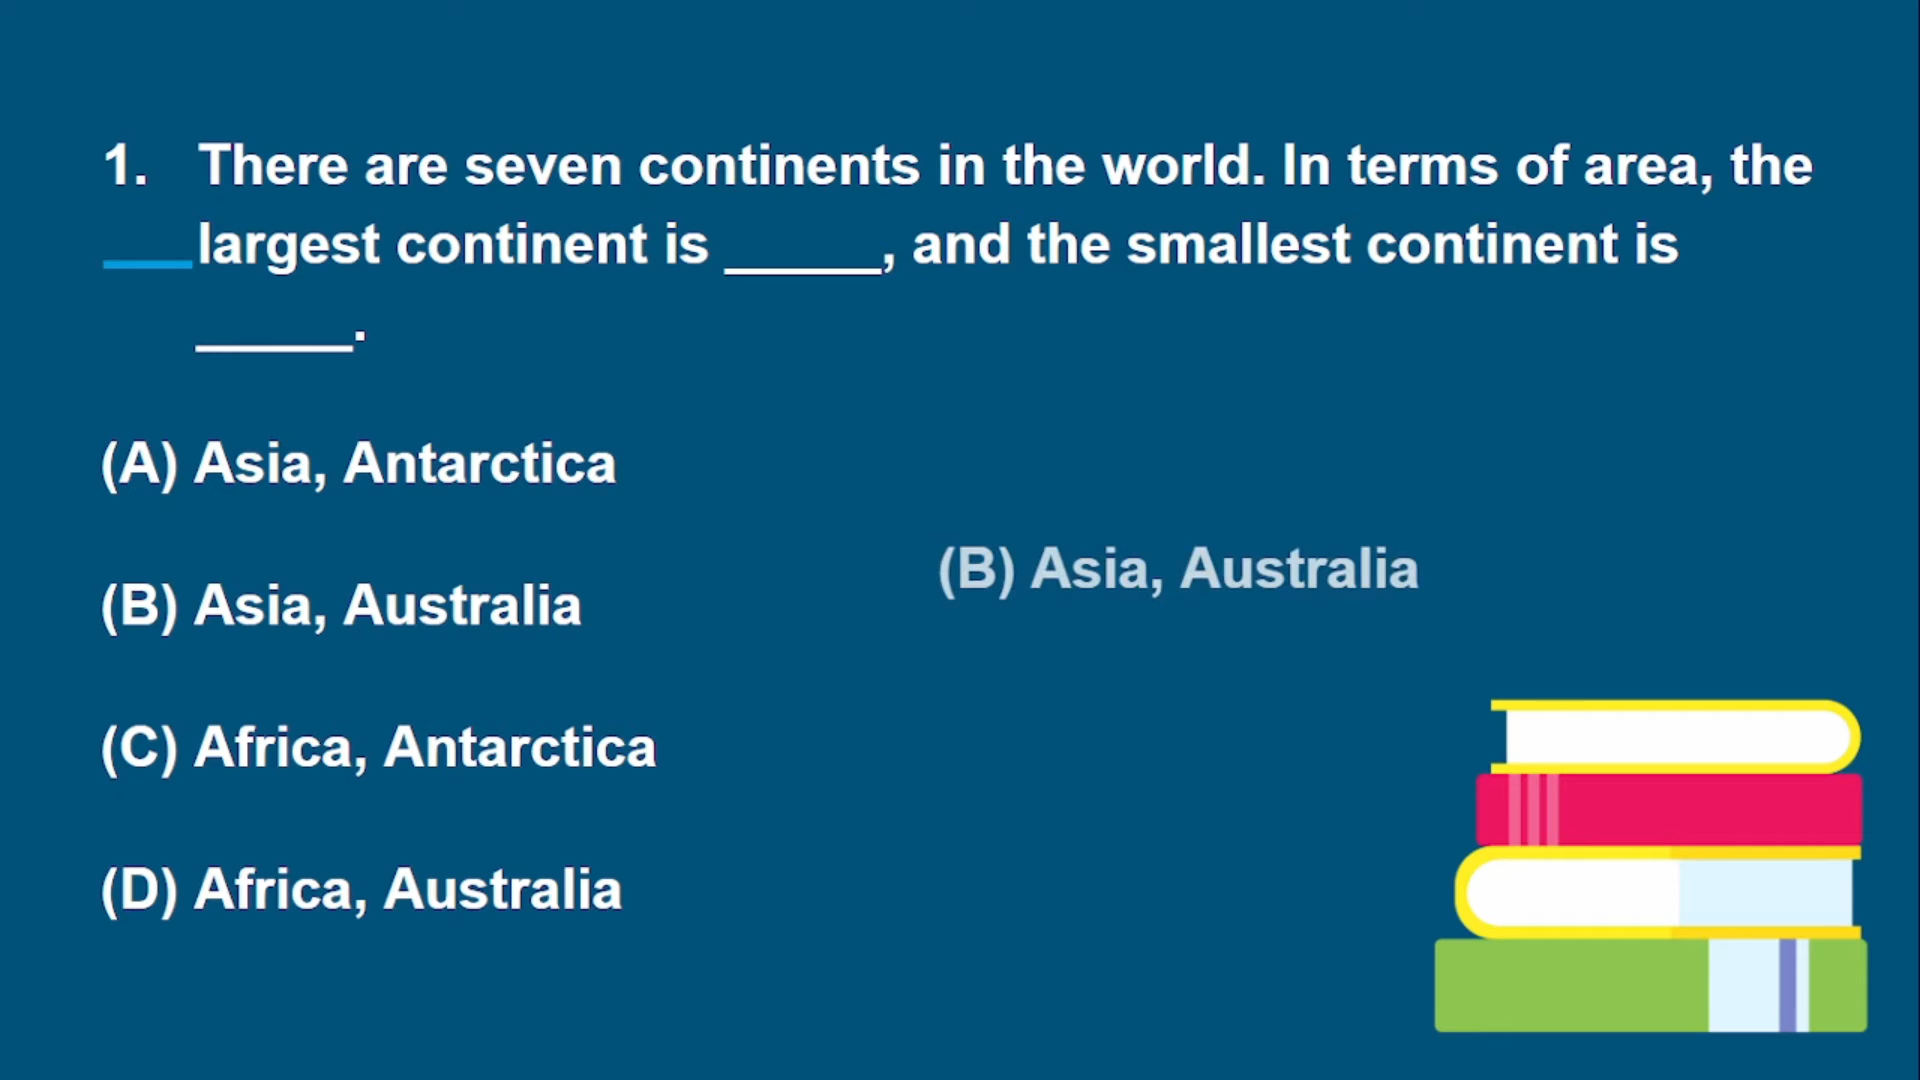 1. There are seven continents in the world. In terms of area, the
largest continent is _____, and the smallest continent is
_____.
(A) Asia, Antarctica
(B) Asia, Australia
(B) Asia, Australia
(C) Africa, Antarctica
(D) Africa, Australia